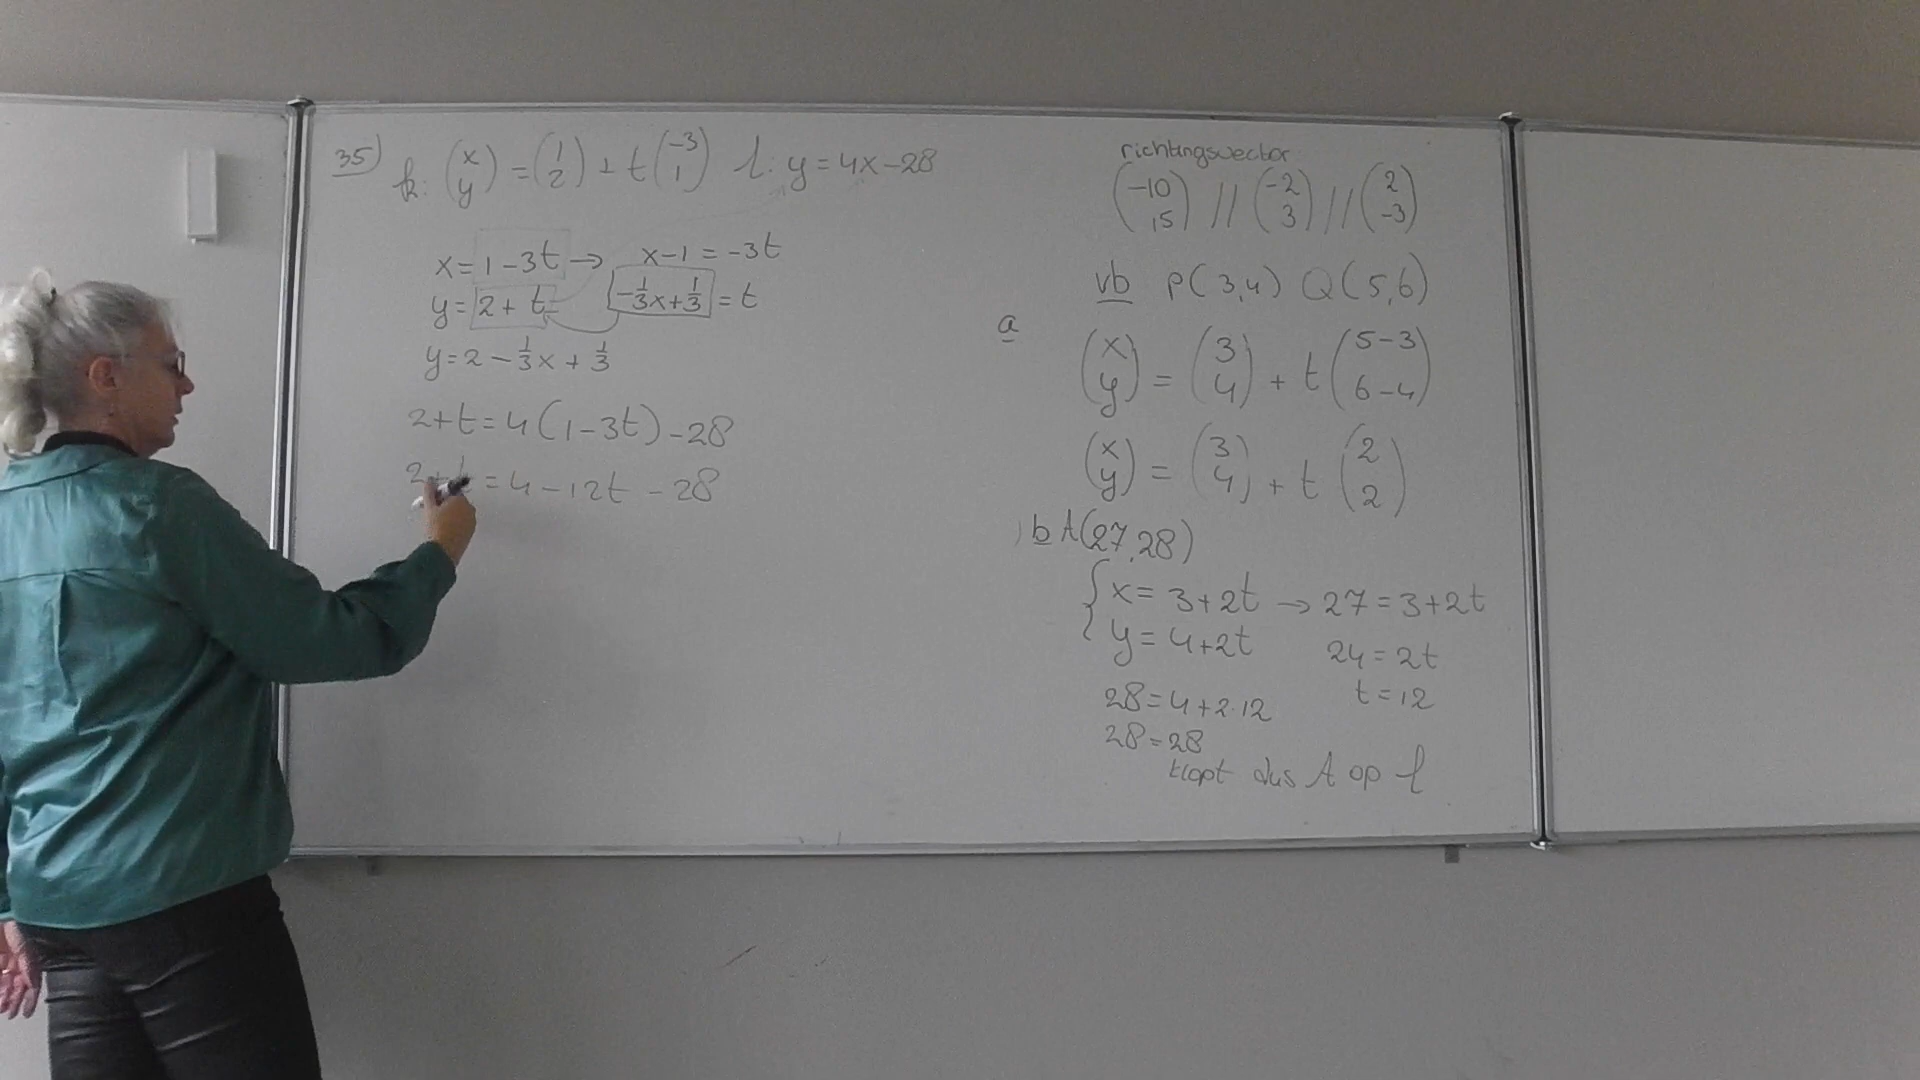 35) k: (x y) = (1 2) + t (-3 1) l: y = 4x - 28
x = 1 - 3t → x - 1 = -3t
y = 2 + t -1/3x + 1/3 = t
y = 2 - 1/3x + 1/3
2 + t = 4(1 - 3t) - 28
2 + t = 4 - 12t - 28
richtingsvector
(-10 15) // (-2 3) // (2 -3)
vb P(3,4) Q(5,6)
a (x y) = (3 4) + t (5-3 6-4)
(x y) = (3 4) + t (2 2)
b A(27,28)
{ x = 3 + 2t → 27 = 3 + 2t
y = 4 + 2t 24 = 2t
28 = 4 + 2·12 t = 12
28 = 28
klopt dus A op l